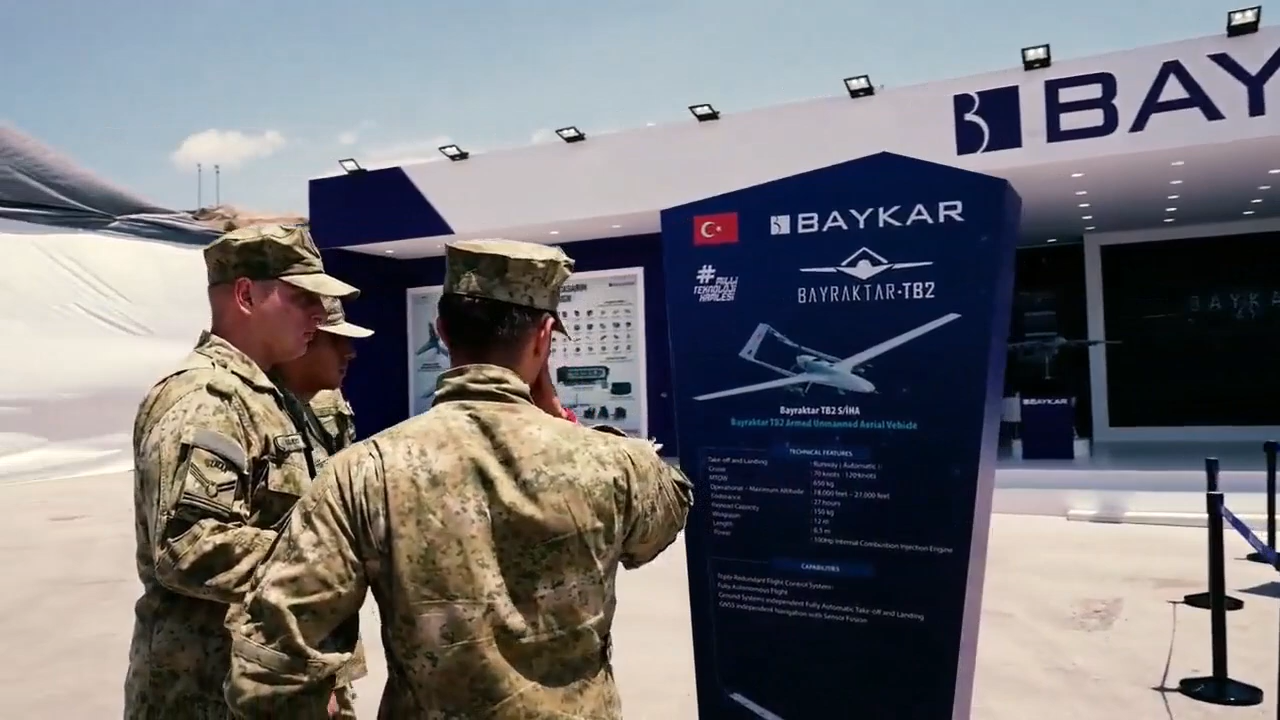 BAY
BAYKAR
#MİLLİ
TEKNOLOJİ
HAMLESİ
BAYRAKTAR·TB2
Bayraktar TB2 S/İHA
Bayraktar TB2 Armed Unmanned Aerial Vehicle
TECHNICAL FEATURES
Take-off and Landing : Runway (Automatic)
Cruise : 70 knots - 120 knots
MTOW : 650 kg
Operational - Maximum Altitude : 18.000 feet - 27.000 feet
Endurance : 27 hours
Payload Capacity : 150 kg
Wingspan : 12 m
Length : 6.5 m
Power : 100hp Internal Combustion Injection Engine
CAPABILITIES
Triple-Redundant Flight Control System
Fully Autonomous Flight
Ground Systems independent Fully Automatic Take-off and Landing
GNSS independent Navigation with Sensor Fusion
BAYKAR